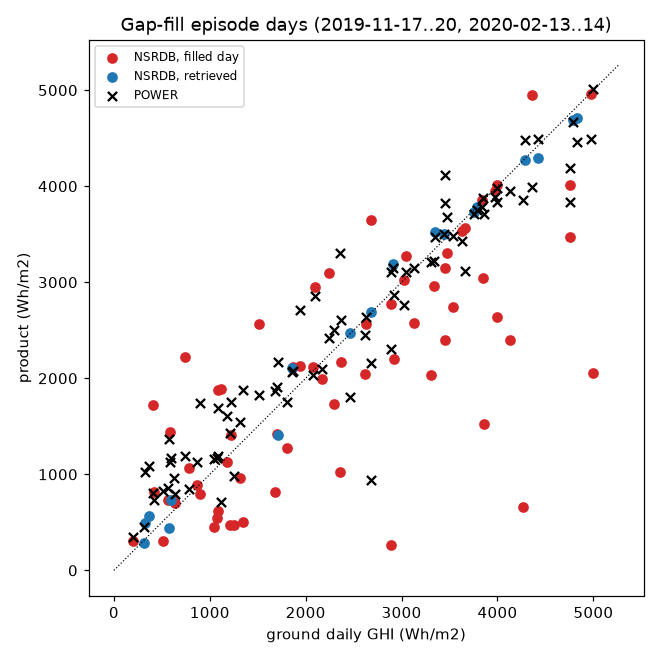 Gap-fill episode days (2019-11-17..20, 2020-02-13..14)
NSRDB, filled day
NSRDB, retrieved
POWER
product (Wh/m2)
5000
4000
3000
2000
1000
0
0 1000 2000 3000 4000 5000
ground daily GHI (Wh/m2)